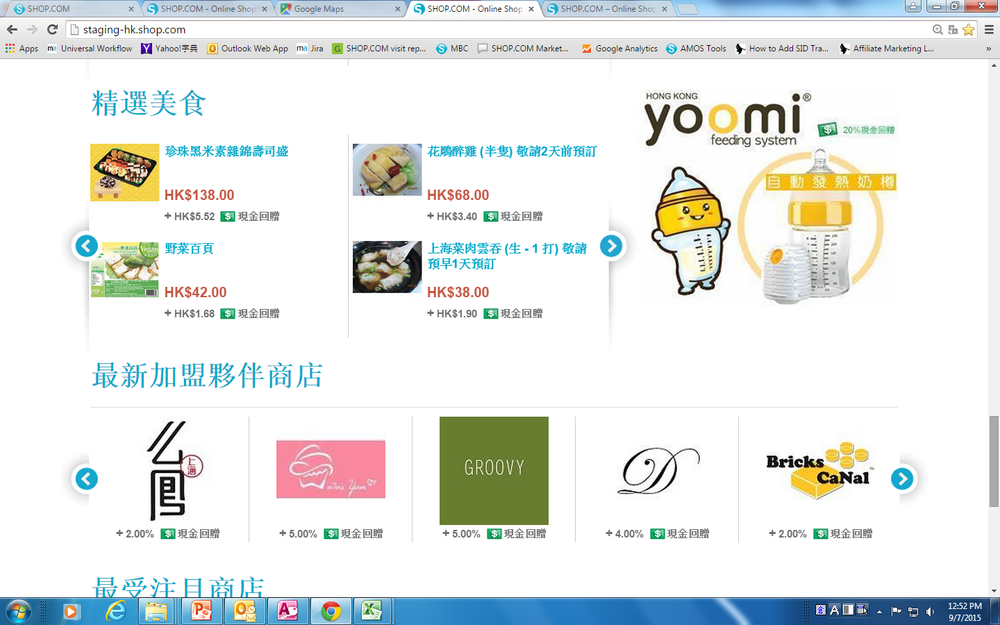 SHOP.COM
SHOP.COM - Online Shop
Google Maps
SHOP.COM - Online Shop
SHOP.COM – Online Shop
staging-hk.shop.com
Apps
Universal Workflow
Yahoo!字典
Outlook Web App
Jira
SHOP.COM visit rep...
MBC
SHOP.COM Market...
Google Analytics
AMOS Tools
How to Add SID Tra...
Affiliate Marketing L...
»
精選美食
珍珠黑米素雜錦壽司盛
HK$138.00
+ HK$5.52 現金回贈
花鵰醉雞 (半隻) 敬請2天前預訂
HK$68.00
+ HK$3.40 現金回贈
野菜百頁
HK$42.00
+ HK$1.68 現金回贈
上海菜肉雲吞 (生 - 1 打) 敬請
預早1天預訂
HK$38.00
+ HK$1.90 現金回贈
Vegan
HONG KONG
yoomi®
feeding system
20%現金回贈
自動發熱奶樽
最新加盟夥伴商店
上海
+ 2.00% 現金回贈
+ 5.00% 現金回贈
GROOVY
+ 5.00% 現金回贈
D
+ 4.00% 現金回贈
Bricks
CaNal
+ 2.00% 現金回贈
最受注目商店
12:52 PM
9/7/2015